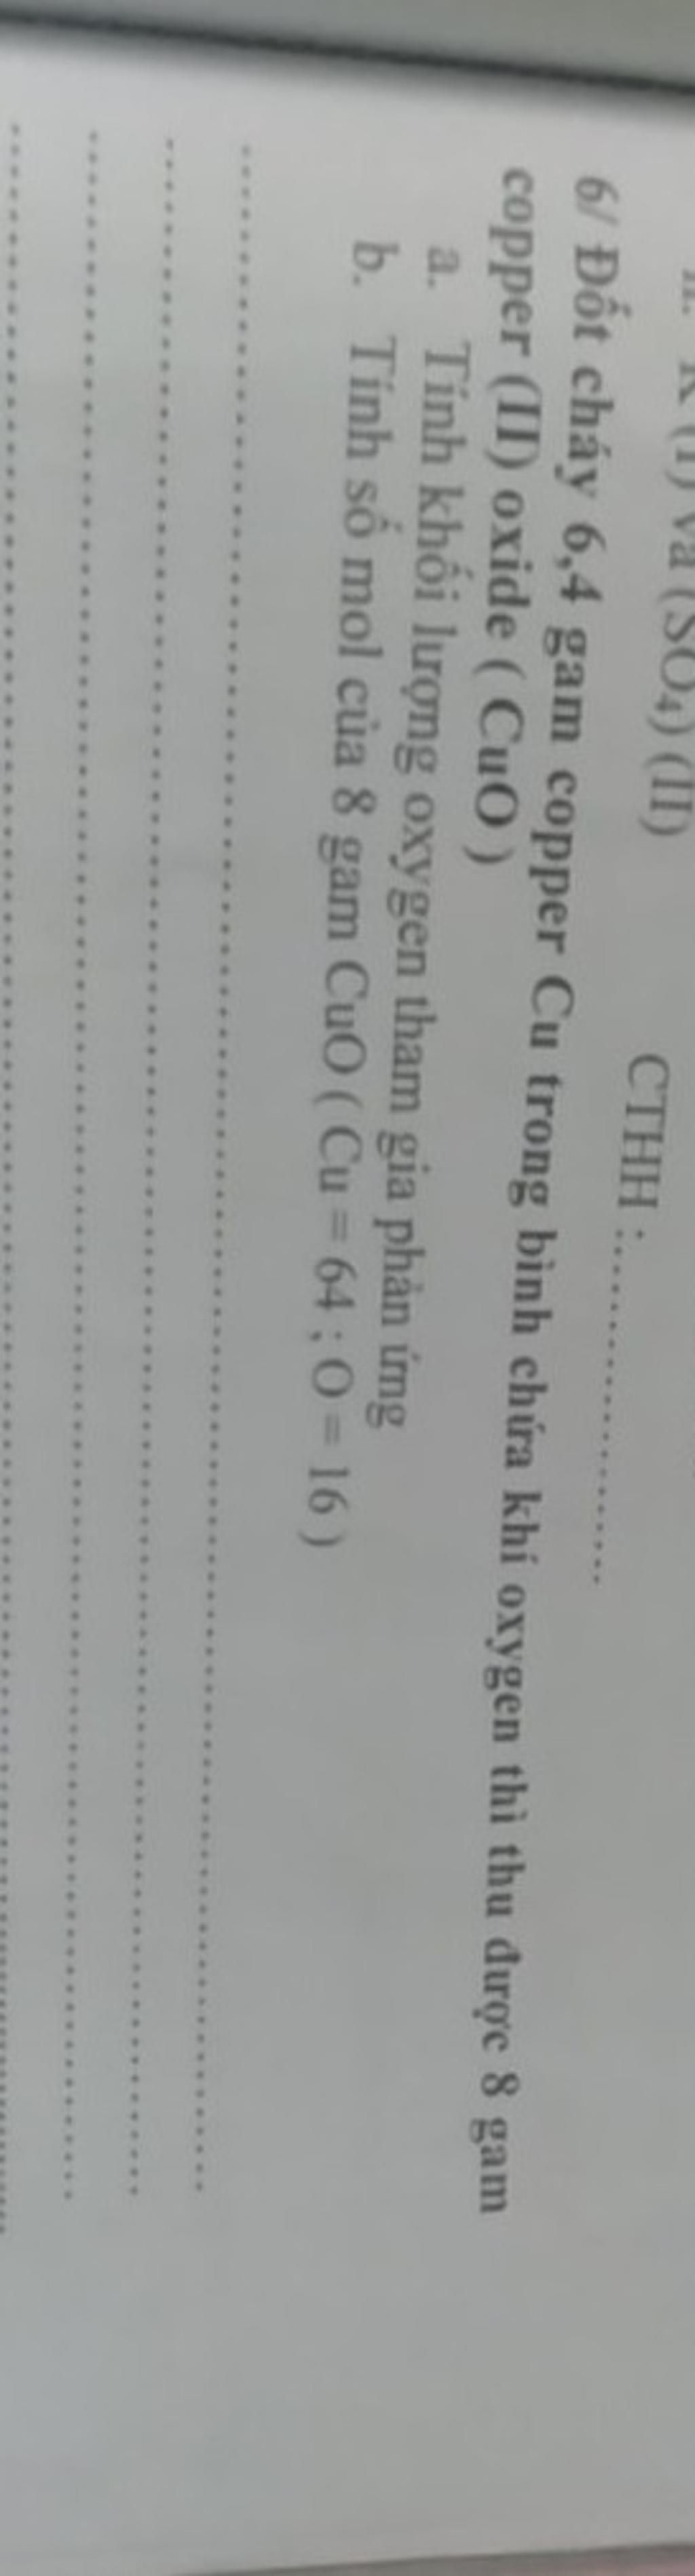 K (I) và (SO₄) (II)
CTHH :..............................
6/ Đốt cháy 6,4 gam copper Cu trong bình chứa khí oxygen thì thu được 8 gam
copper (II) oxide ( CuO )
a. Tính khối lượng oxygen tham gia phản ứng
b. Tính số mol của 8 gam CuO ( Cu = 64 ; O = 16 )